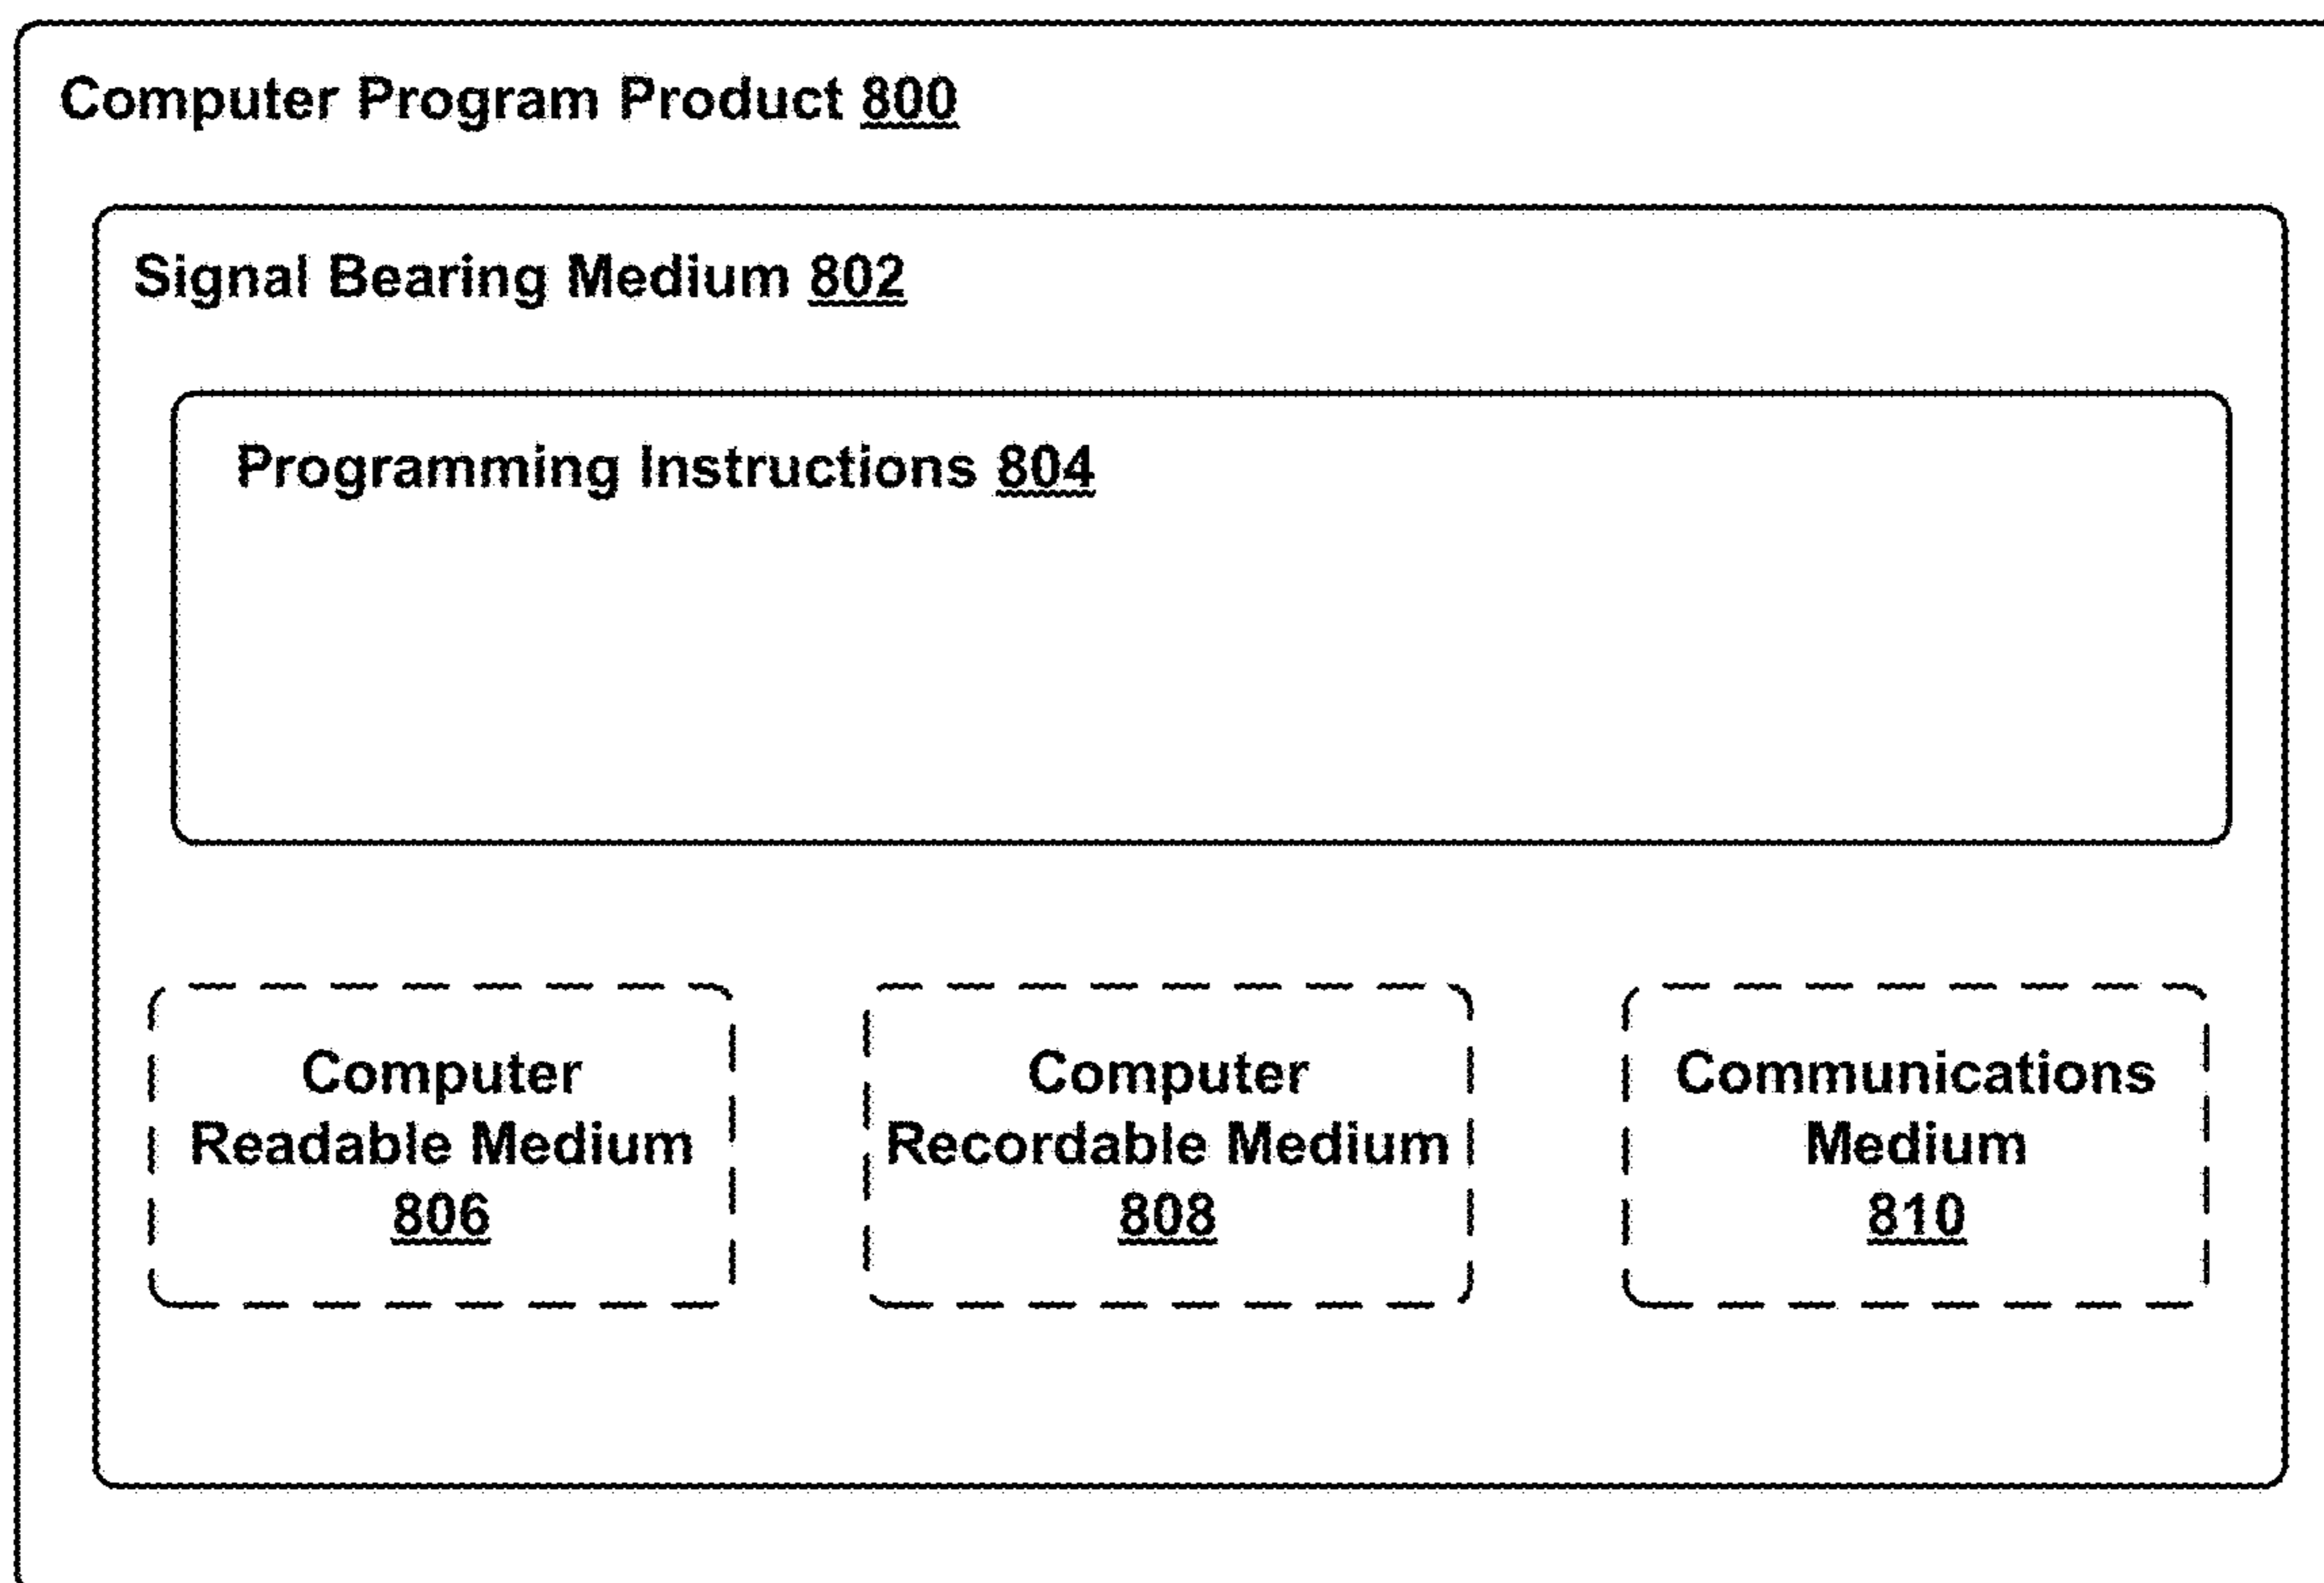 Computer Program Product 800
Signal Bearing Medium 802
Programming Instructions 804
Computer
Readable Medium
806
Computer
Recordable Medium
808
Communications
Medium
810